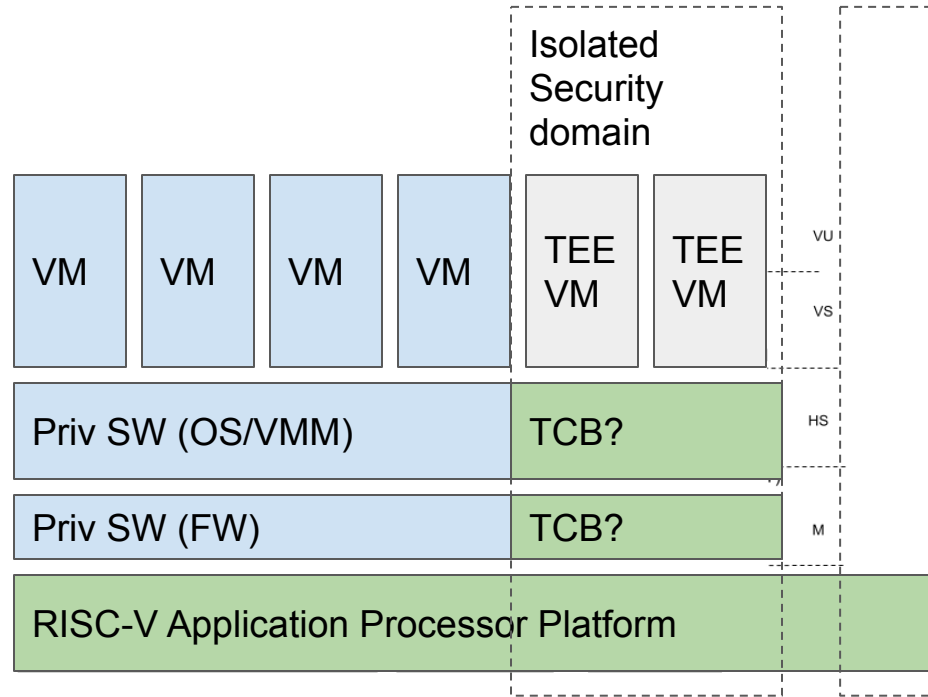 Isolated
Security
domain
VM
VM
VM
VM
TEE
VM
TEE
VM
VU
VS
Priv SW (OS/VMM)
TCB?
HS
Priv SW (FW)
TCB?
M
RISC-V Application Processor Platform